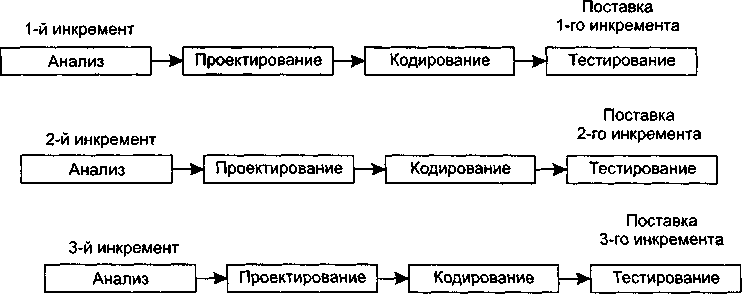 1-й инкремент
Поставка
1-го инкремента
Анализ
Проектирование
Кодирование
Тестирование
2-й инкремент
Поставка
2-го инкремента
Анализ
Проектирование
Кодирование
Тестирование
3-й инкремент
Поставка
3-го инкремента
Анализ
Проектирование
Кодирование
Тестирование